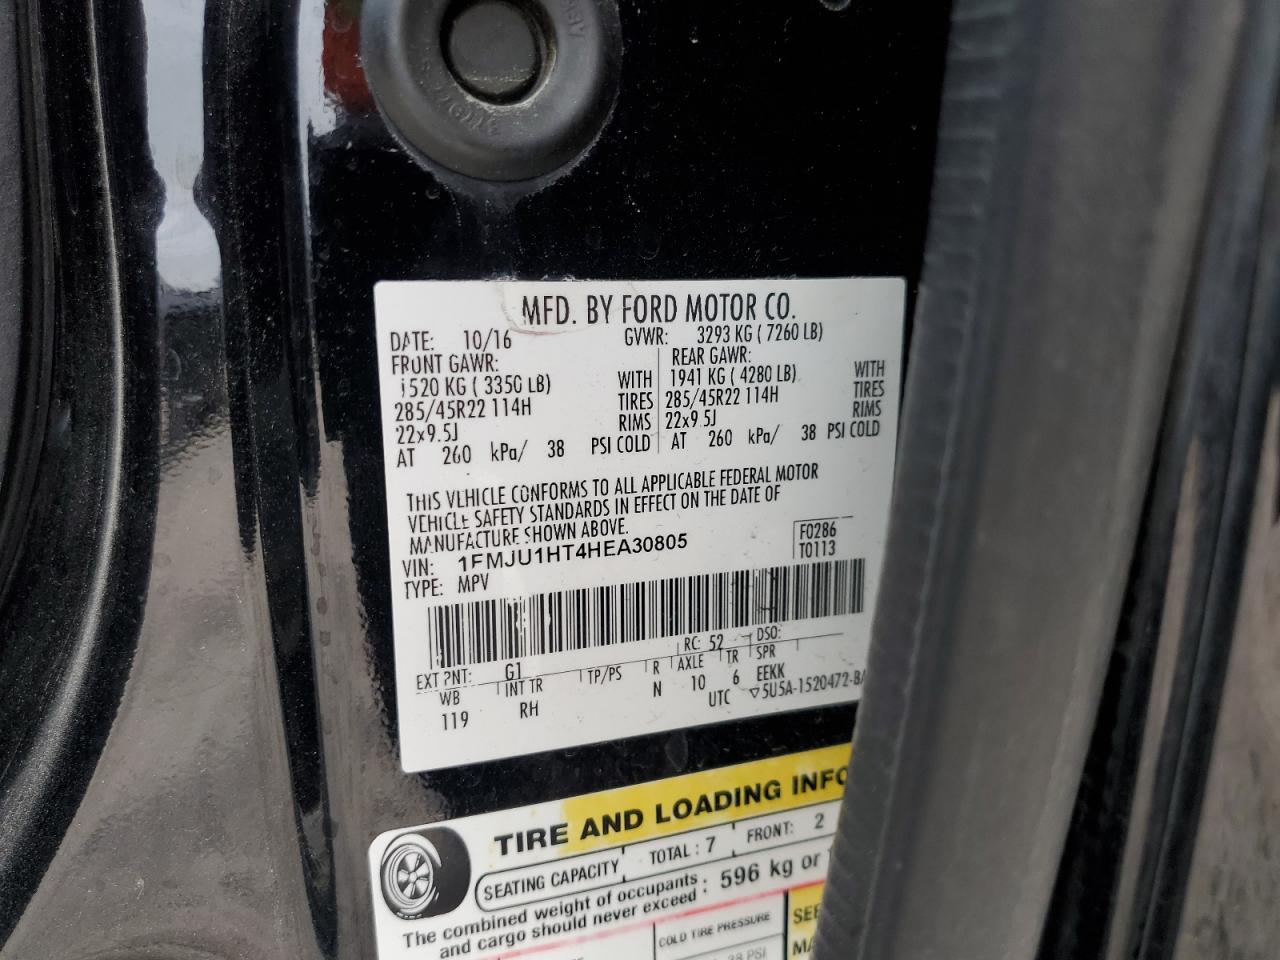 MFD. BY FORD MOTOR CO.
DATE: 10/16 GVWR: 3293 KG ( 7260 LB)
FRONT GAWR: REAR GAWR:
1520 KG ( 3350 LB) WITH 1941 KG ( 4280 LB) WITH
285/45R22 114H TIRES 285/45R22 114H TIRES
22x9.5J RIMS 22x9.5J RIMS
AT 260 kPa/ 38 PSI COLD AT 260 kPa/ 38 PSI COLD
THIS VEHICLE CONFORMS TO ALL APPLICABLE FEDERAL MOTOR
VEHICLE SAFETY STANDARDS IN EFFECT ON THE DATE OF
MANUFACTURE SHOWN ABOVE.
VIN: 1FMJU1HT4HEA30805 F0286
TYPE: MPV T0113
EXT PNT: G1 RC: 52 DSO:
WB INT TR TP/PS R AXLE TR SPR
119 RH N 10 6 EEKK
UTC ▽5U5A-1520472-BA
TIRE AND LOADING INFO
SEATING CAPACITY TOTAL : 7 FRONT: 2
The combined weight of occupants : 596 kg or
and cargo should never exceed
COLD TIRE PRESSURE
SEE
38 PSI
MA